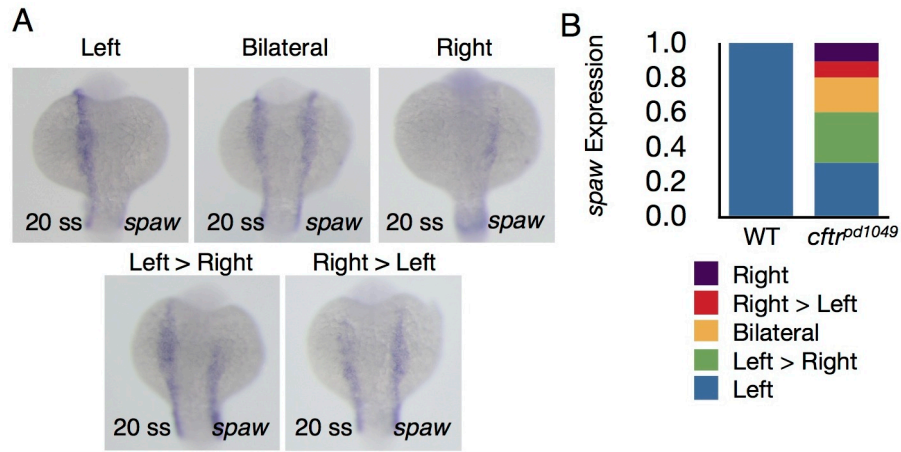 A
Left
Bilateral
Right
20 ss spaw
20 ss spaw
20 ss spaw
Left > Right
Right > Left
20 ss spaw
20 ss spaw
B
spaw Expression
1.0
0.8
0.6
0.4
0.2
0.0
WT
cftrpd1049
Right
Right > Left
Bilateral
Left > Right
Left